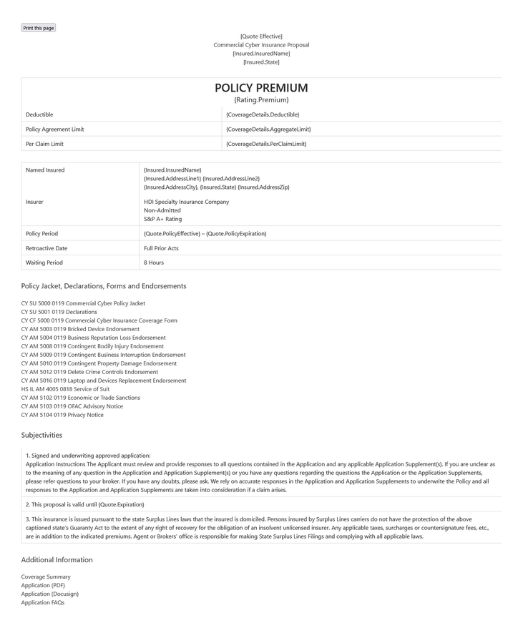 Print this page
{Quote Effective}
Commercial Cyber Insurance Proposal
{Insured.InsuredName}
{Insured.State}
POLICY PREMIUM
{Rating.Premium}
Deductible {CoverageDetails.Deductible}
Policy Agreement Limit {CoverageDetails.AggregateLimit}
Per Claim Limit {CoverageDetails.PerClaimLimit}
Named Insured {Insured.InsuredName}
{Insured.AddressLine1} {Insured.AddressLine2}
{Insured.AddressCity}, {Insured.State} {Insured.AddressZip}
Insurer HDI Specialty Insurance Company
Non-Admitted
S&P A+ Rating
Policy Period {Quote.PolicyEffective} – {Quote.PolicyExpiration}
Retroactive Date Full Prior Acts
Waiting Period 8 Hours
Policy Jacket, Declarations, Forms and Endorsements
CY SU 5000 0119 Commercial Cyber Policy Jacket
CY SU 5001 0119 Declarations
CY CF 5000 0119 Commercial Cyber Insurance Coverage Form
CY AM 5003 0119 Bricked Device Endorsement
CY AM 5004 0119 Business Reputation Loss Endorsement
CY AM 5008 0119 Contingent Bodily Injury Endorsement
CY AM 5009 0119 Contingent Business Interruption Endorsement
CY AM 5010 0119 Contingent Property Damage Endorsement
CY AM 5012 0119 Delete Crime Controls Endorsement
CY AM 5016 0119 Laptop and Devices Replacement Endorsement
HS IL AM 4005 0818 Service of Suit
CY AM 5102 0119 Economic or Trade Sanctions
CY AM 5103 0119 OFAC Advisory Notice
CY AM 5104 0119 Privacy Notice
Subjectivities
1. Signed and underwriting approved application:
Application Instructions The Applicant must review and provide responses to all questions contained in the Application and any applicable Application Supplement(s), If you are unclear as
to the meaning of any question in the Application and Application Supplement(s) or you have any questions regarding the questions the Application or the Application Supplements,
please refer questions to your broker. If you have any doubts, please ask. We rely on accurate responses in the Application and Application Supplements to underwrite the Policy and all
responses to the Application and Application Supplements are taken into consideration if a claim arises.
2. This proposal is valid until {Quote.Expiration}
3. This insurance is issued pursuant to the state Surplus Lines laws that the insured is domiciled. Persons insured by Surplus Lines carriers do not have the protection of the above
captioned state's Guaranty Act to the extent of any right of recovery for the obligation of an insolvent unlicensed insurer. Any applicable taxes, surcharges or countersignature fees, etc.,
are in addition to the indicated premiums. Agent or Brokers' office is responsible for making State Surplus Lines Filings and complying with all applicable laws.
Additional Information
Coverage Summary
Application (PDF)
Application (Docusign)
Application FAQs